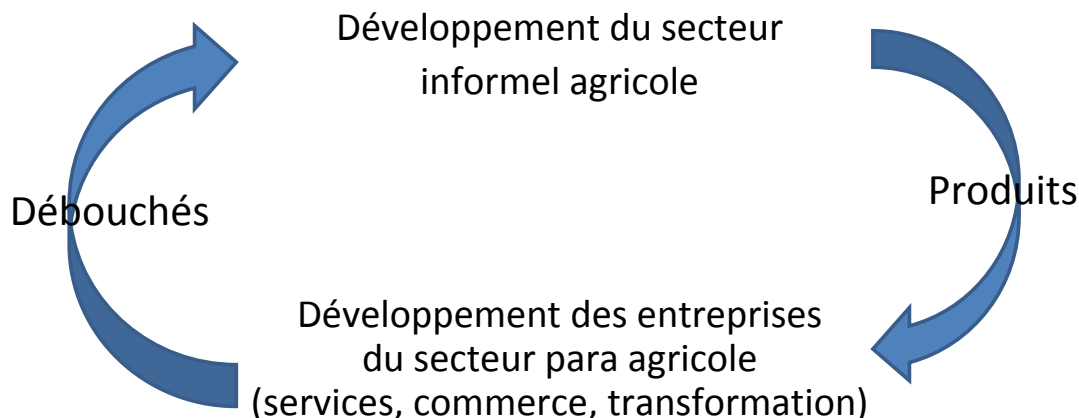 Développement du secteur
informel agricole
Produits
Débouchés
Développement des entreprises
du secteur para agricole
(services, commerce, transformation)